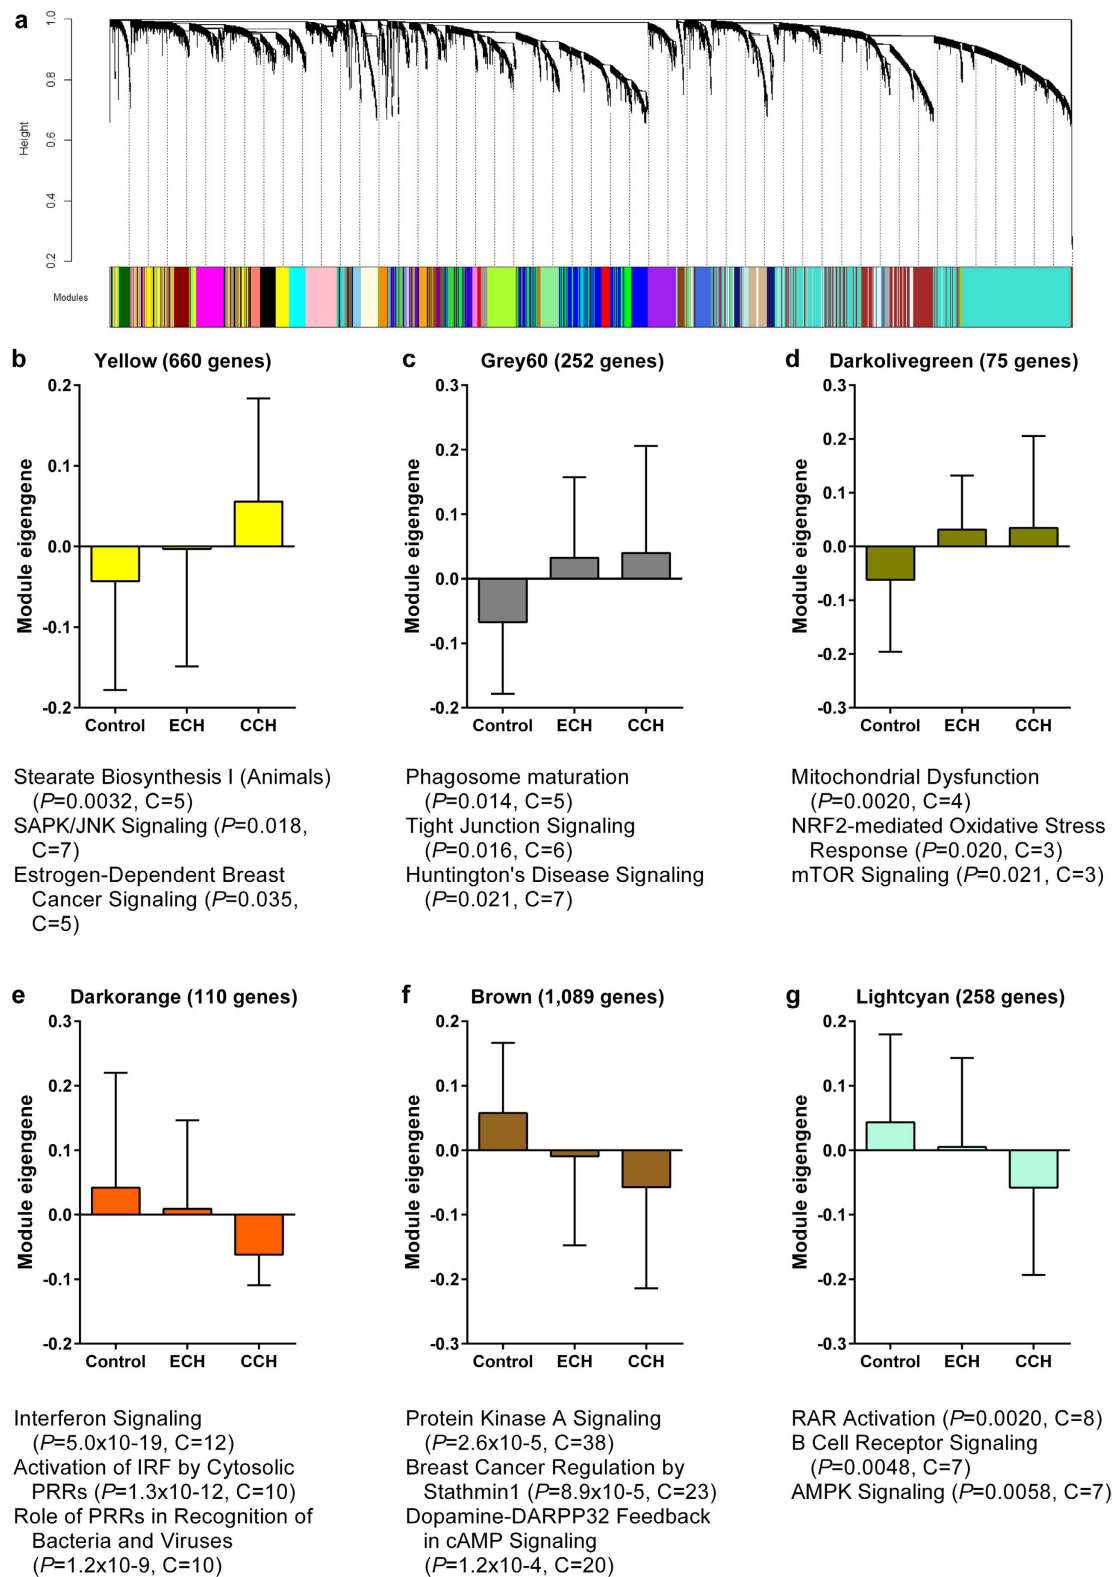 a
1.0
0.8
0.6
0.4
0.2
Height
Modules
b Yellow (660 genes)
0.2
0.1
0.0
-0.1
-0.2
Module eigengene
Control ECH CCH
Stearate Biosynthesis I (Animals)
(P=0.0032, C=5)
SAPK/JNK Signaling (P=0.018,
C=7)
Estrogen-Dependent Breast
Cancer Signaling (P=0.035,
C=5)
c Grey60 (252 genes)
0.3
0.2
0.1
0.0
-0.1
-0.2
Module eigengene
Control ECH CCH
Phagosome maturation
(P=0.014, C=5)
Tight Junction Signaling
(P=0.016, C=6)
Huntington's Disease Signaling
(P=0.021, C=7)
d Darkolivegreen (75 genes)
0.3
0.2
0.1
0.0
-0.1
-0.2
-0.3
Module eigengene
Control ECH CCH
Mitochondrial Dysfunction
(P=0.0020, C=4)
NRF2-mediated Oxidative Stress
Response (P=0.020, C=3)
mTOR Signaling (P=0.021, C=3)
e Darkorange (110 genes)
0.3
0.2
0.1
0.0
-0.1
-0.2
Module eigengene
Control ECH CCH
Interferon Signaling
(P=5.0x10-19, C=12)
Activation of IRF by Cytosolic
PRRs (P=1.3x10-12, C=10)
Role of PRRs in Recognition of
Bacteria and Viruses
(P=1.2x10-9, C=10)
f Brown (1,089 genes)
0.2
0.1
0.0
-0.1
-0.2
-0.3
Module eigengene
Control ECH CCH
Protein Kinase A Signaling
(P=2.6x10-5, C=38)
Breast Cancer Regulation by
Stathmin1 (P=8.9x10-5, C=23)
Dopamine-DARPP32 Feedback
in cAMP Signaling
(P=1.2x10-4, C=20)
g Lightcyan (258 genes)
0.2
0.1
0.0
-0.1
-0.2
-0.3
Module eigengene
Control ECH CCH
RAR Activation (P=0.0020, C=8)
B Cell Receptor Signaling
(P=0.0048, C=7)
AMPK Signaling (P=0.0058, C=7)